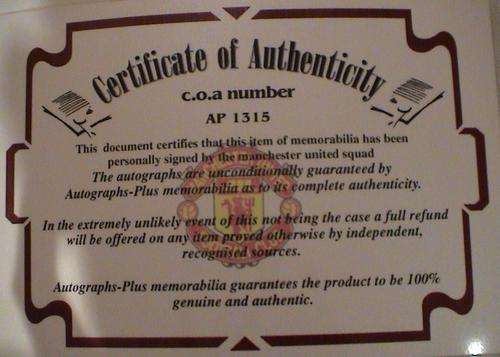 Certificate of Authenticity
c.o.a number
AP 1315
This document certifies that this item of memorabilia has been
personally signed by the manchester united squad
The autographs are unconditionally guaranteed by
Autographs-Plus memorabilia as to its complete authenticity.
In the extremely unlikely event of this not being the case a full refund
will be offered on any item proved otherwise by independent,
recognised sources.
Autographs-Plus memorabilia guarantees the product to be 100%
genuine and authentic.